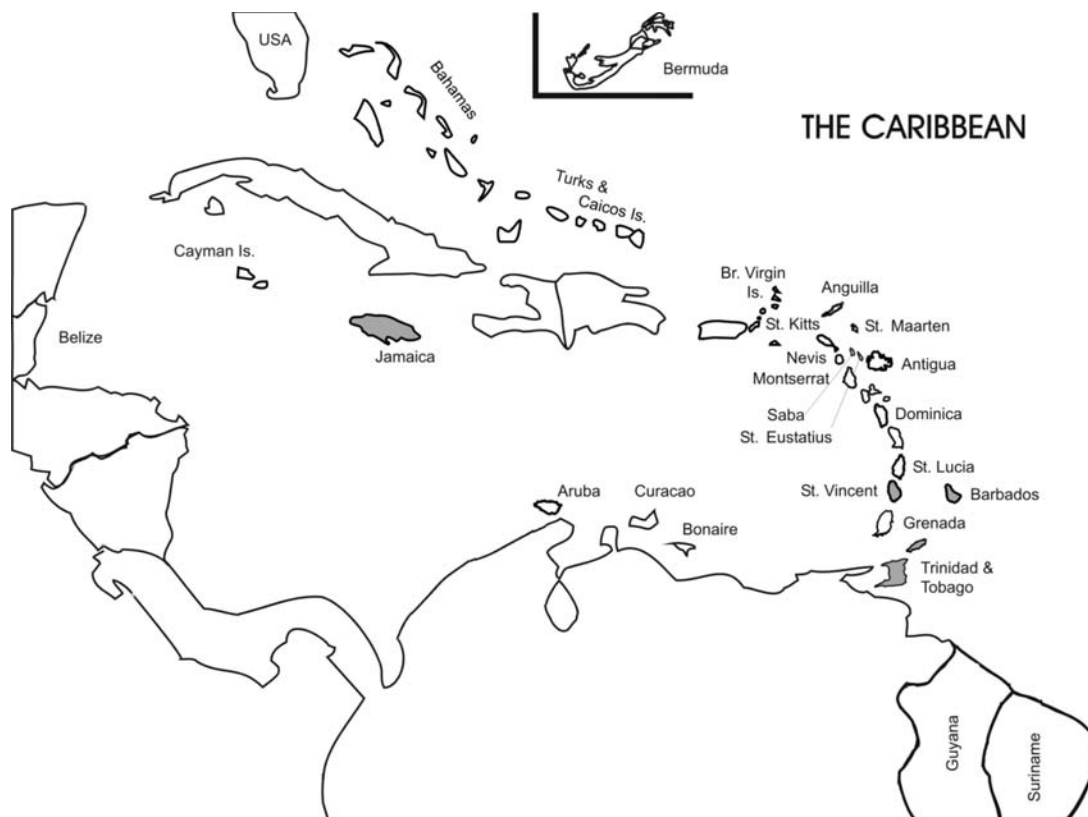 USA
Bermuda
Bahamas
THE CARIBBEAN
Turks &
Caicos Is.
Cayman Is.
Br. Virgin
Is.
Anguilla
St. Kitts
St. Maarten
Belize
Jamaica
Nevis
Antigua
Montserrat
Saba
Dominica
St. Eustatius
St. Lucia
Aruba
Curacao
St. Vincent
Barbados
Bonaire
Grenada
Trinidad &
Tobago
Guyana
Suriname